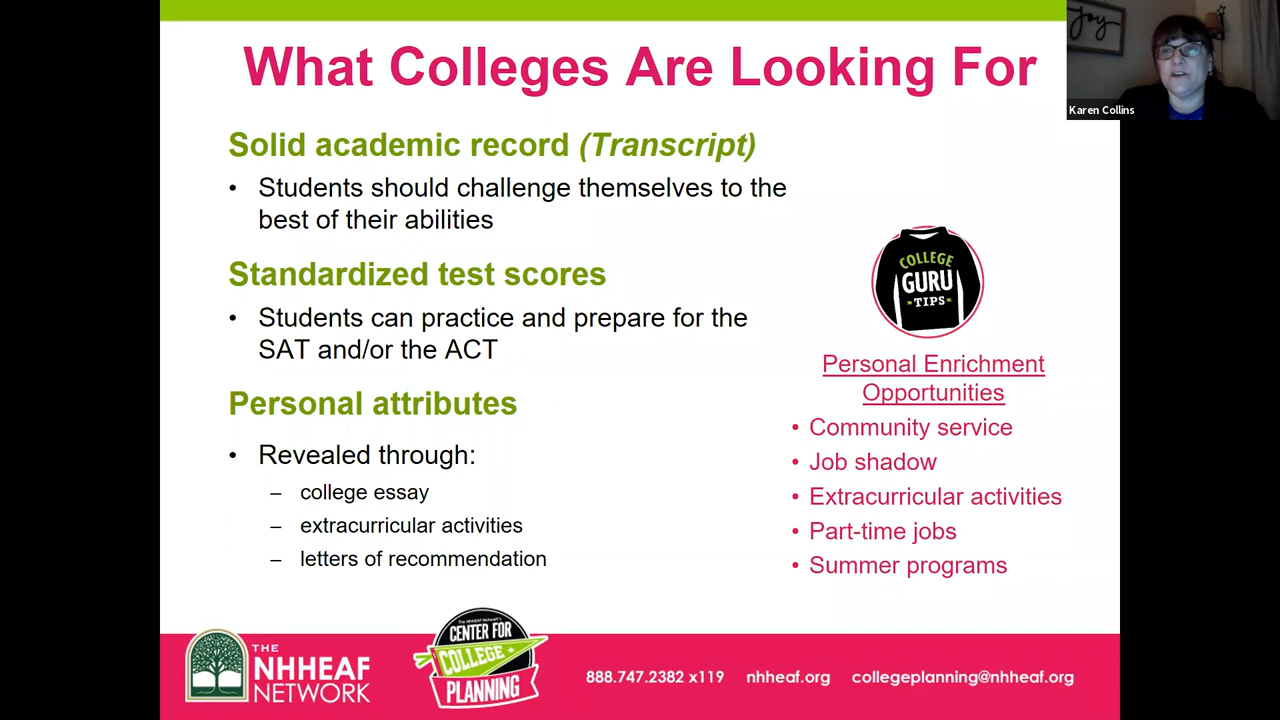 What Colleges Are Looking For
Joy
Karen Collins
Solid academic record (Transcript)
• Students should challenge themselves to the
best of their abilities
Standardized test scores
• Students can practice and prepare for the
SAT and/or the ACT
Personal attributes
• Revealed through:
– college essay
– extracurricular activities
– letters of recommendation
COLLEGE
GURU
TIPS
Personal Enrichment
Opportunities
• Community service
• Job shadow
• Extracurricular activities
• Part-time jobs
• Summer programs
THE
NHHEAF
NETWORK
The NHHEAF Network's
CENTER FOR
COLLEGE
PLANNING
888.747.2382 x119 nhheaf.org collegeplanning@nhheaf.org